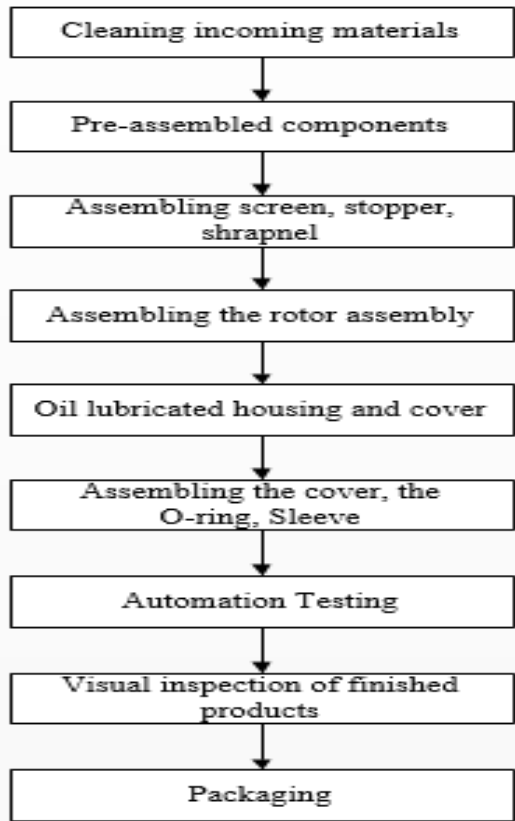 Cleaning incoming materials
Pre-assembled components
Assembling screen, stopper,
shrapnel
Assembling the rotor assembly
Oil lubricated housing and cover
Assembling the cover, the
O-ring, Sleeve
Automation Testing
Visual inspection of finished
products
Packaging